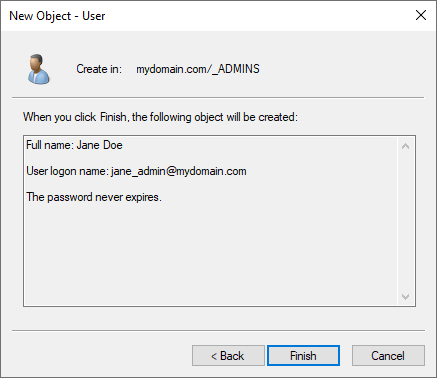 New Object - User
Create in: mydomain.com/_ADMINS
When you click Finish, the following object will be created:
Full name: Jane Doe
User logon name: jane_admin@mydomain.com
The password never expires.
< Back Finish Cancel